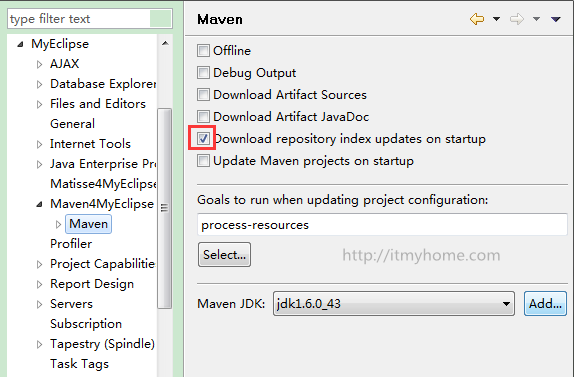 type filter text
MyEclipse
AJAX
Database Explorer
Files and Editors
General
Internet Tools
Java Enterprise Pro
Matisse4MyEclipse
Maven4MyEclipse
Maven
Profiler
Project Capabilitie
Report Design
Servers
Subscription
Tapestry (Spindle)
Task Tags
Maven
Offline
Debug Output
Download Artifact Sources
Download Artifact JavaDoc
Download repository index updates on startup
Update Maven projects on startup
Goals to run when updating project configuration:
process-resources
Select...
http://itmyhome.com
Maven JDK: jdk1.6.0_43 Add...